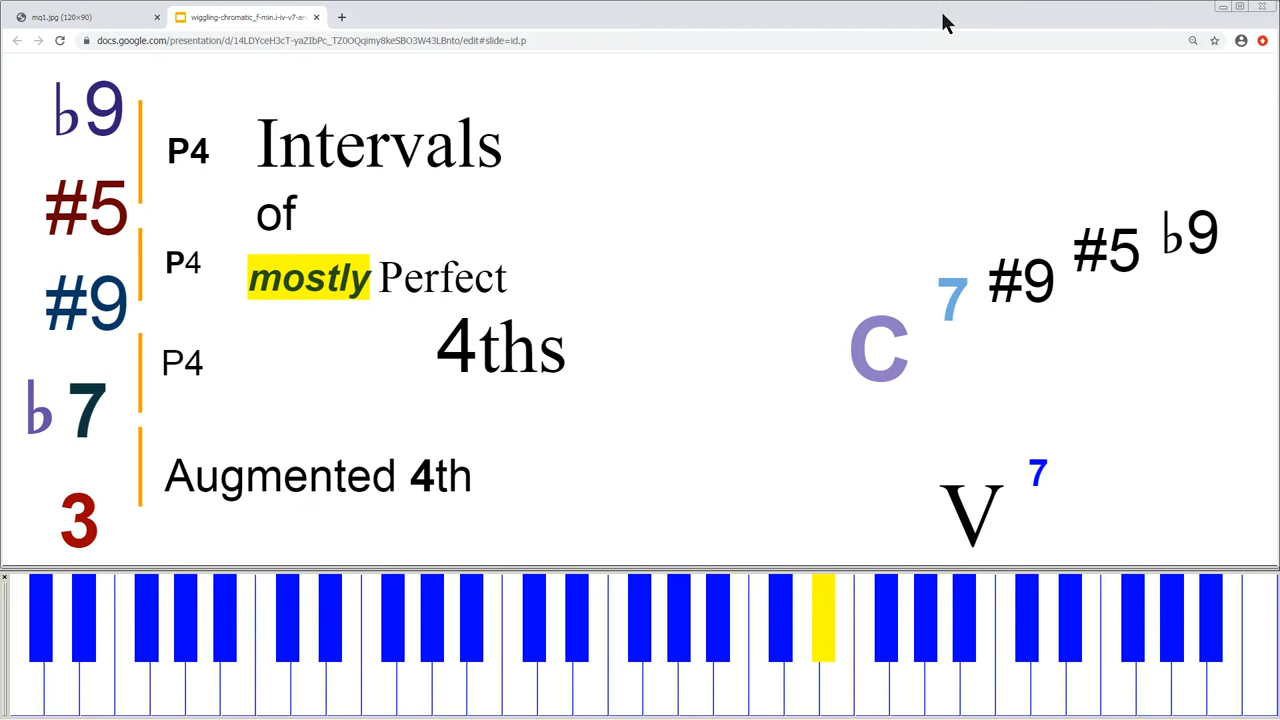 mq1.jpg (120×90)
wiggling-chromatic_f-min.i-iv-v7-an
docs.google.com/presentation/d/14LDYceH3cT-yaZIbPc_TZ0OQqimy8keSBO3W43LBnto/edit#slide=id.p
♭9
P4
Intervals
#5
of
P4
mostly Perfect
#9
4ths
P4
♭7
Augmented 4th
3
C 7 #9 #5 ♭9
V 7